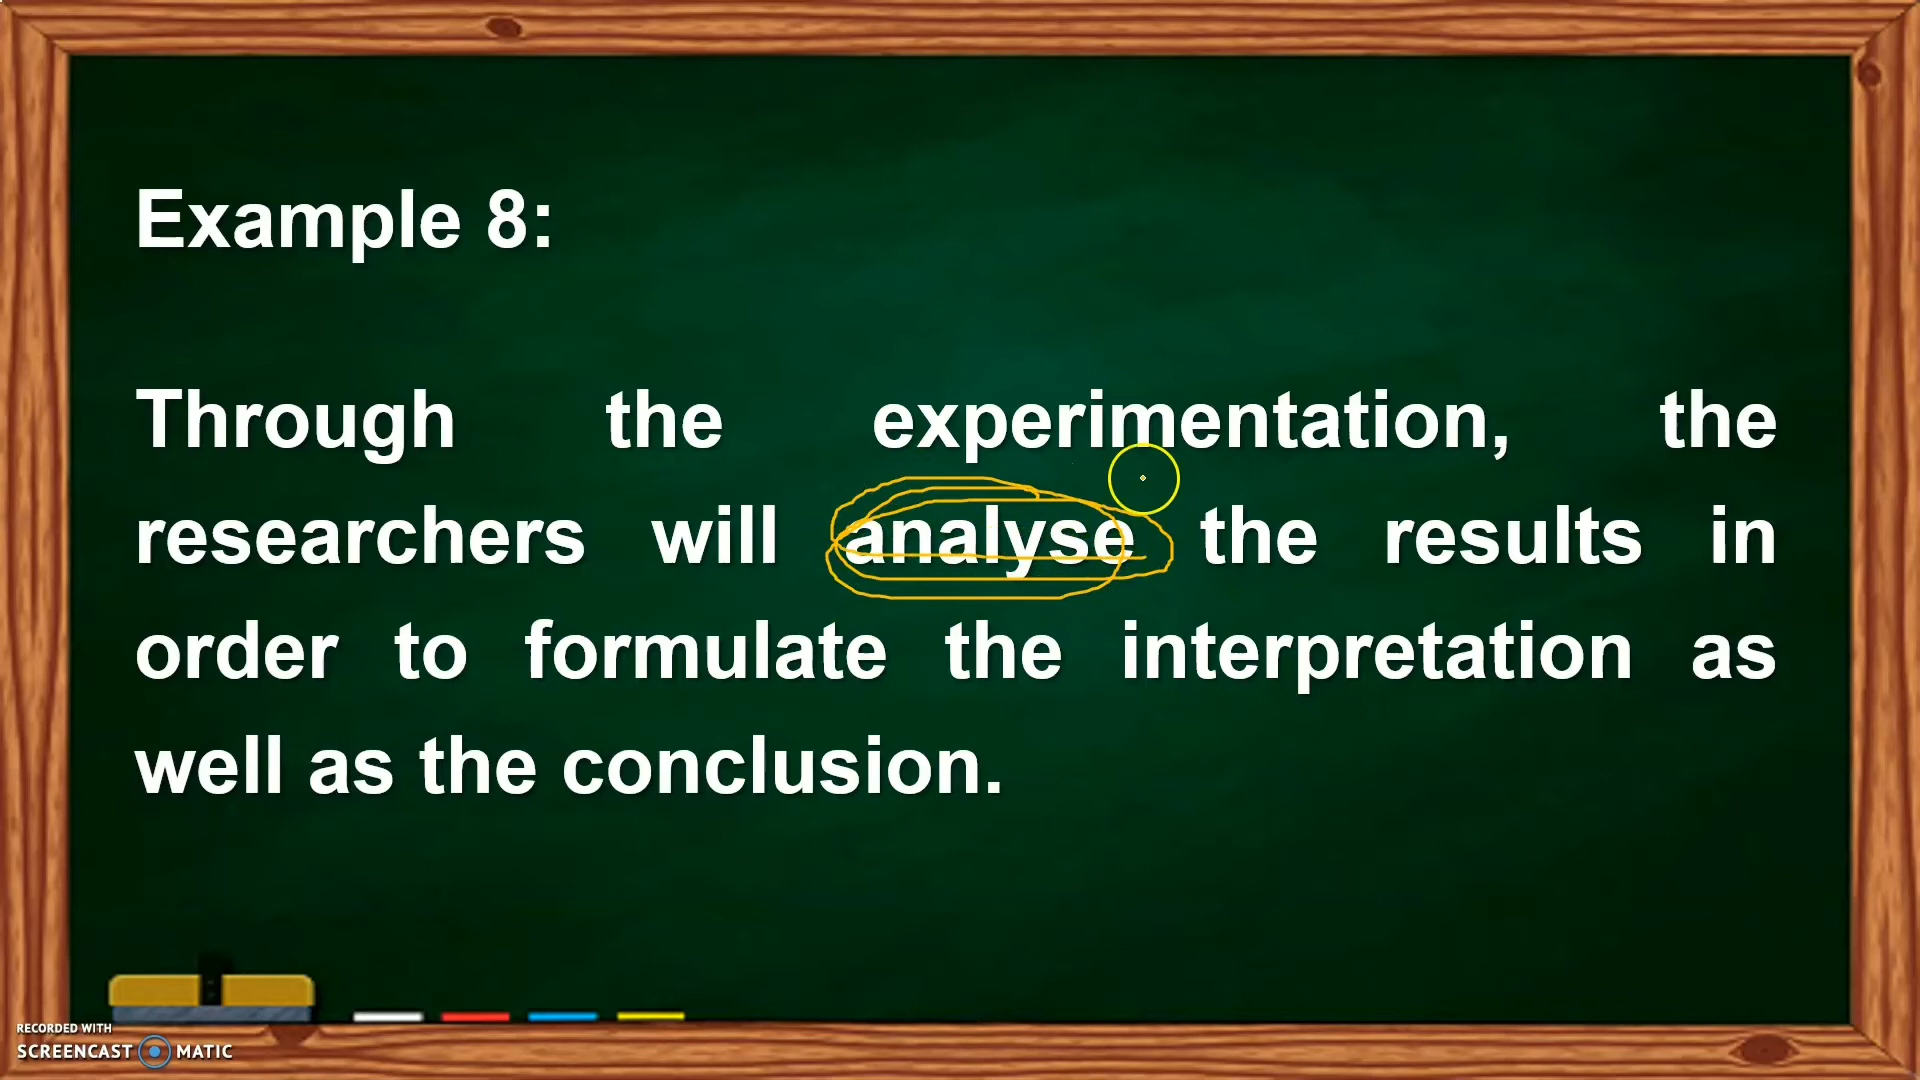 Example 8:
Through the experimentation, the
researchers will analyse the results in
order to formulate the interpretation as
well as the conclusion.
RECORDED WITH
SCREENCAST MATIC